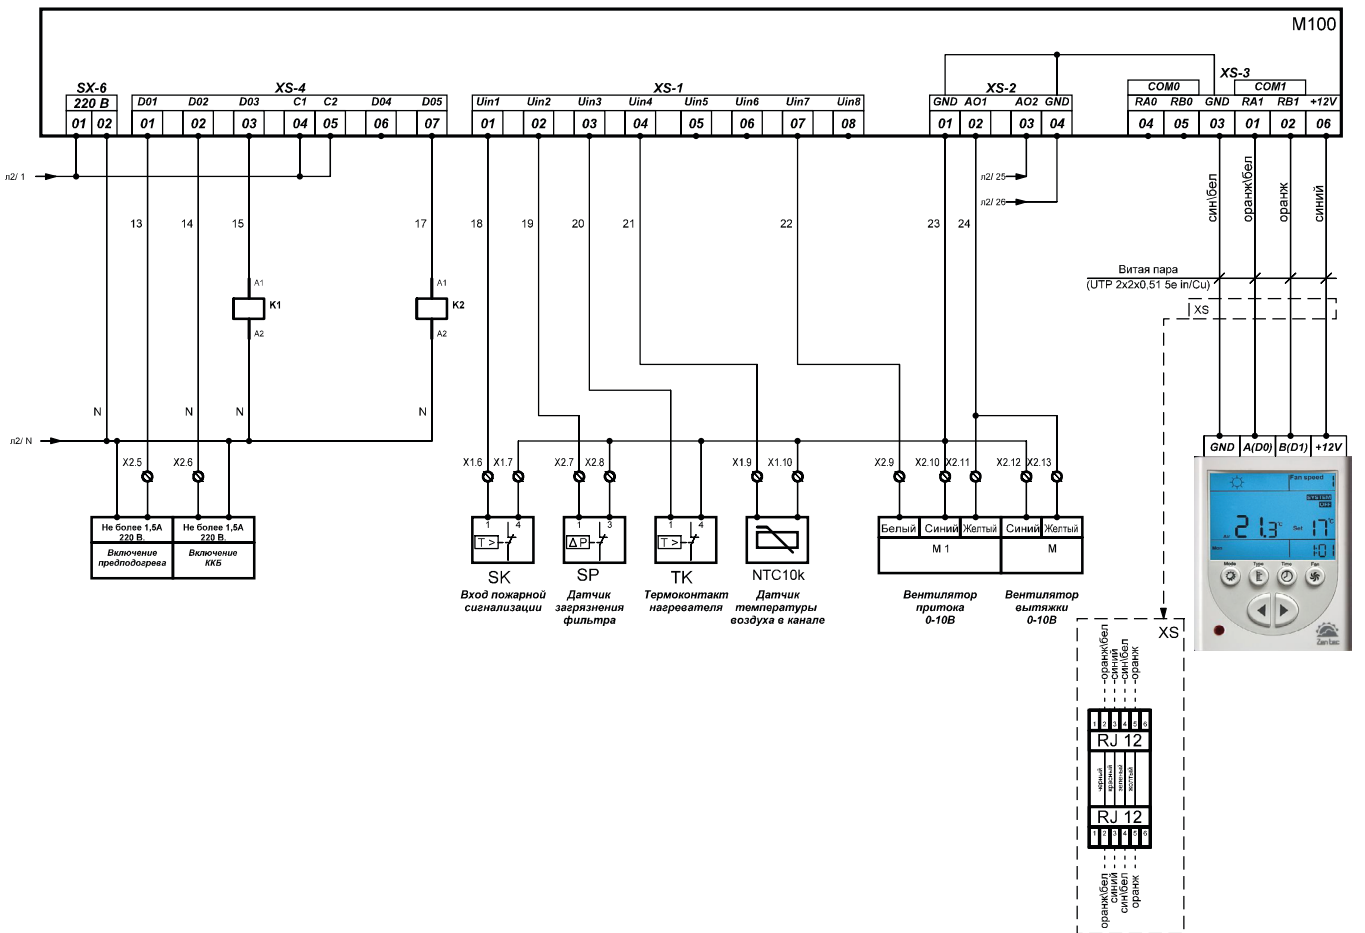 M100
SX-6 XS-4 XS-1 XS-2 XS-3
220 В D01 D02 D03 C1 C2 D04 D05
Uin1 Uin2 Uin3 Uin4 Uin5 Uin6 Uin7 Uin8
GND AO1 AO2 GND
COM0 COM1
RA0 RB0 GND RA1 RB1 +12V
01 02 01 02 03 04 05 06 07
01 02 03 04 05 06 07 08
01 02 03 04
04 05 03 01 02 06
л2/ 1
л2/ 25
л2/ 26
син\бел
оранж\бел
оранж
синий
13 14 15 17 18 19 20 21 22 23 24
Витая пара
(UTP 2x2x0,51 5e in/Cu)
XS
A1 A1
K1 K2
A2 A2
N N N N
л2/ N
X2.5 X2.6 X1.6 X1.7 X2.7 X2.8 X1.9 X1.10 X2.9 X2.10 X2.11 X2.12 X2.13
GND A(D0) B(D1) +12V
Fan speed 1
SYSTEM
OFF
21.3°C Set 17°C
Mon 1:01
Mode Type Time Fan
Zentec
Не более 1,5А
220 В.
Включение
предподогрева
Не более 1,5А
220 В.
Включение
ККБ
1 4
T >
SK
Вход пожарной
сигнализации
1 3
Δ P
SP
Датчик
загрязнения
фильтра
1 4
T >
TK
Термоконтакт
нагревателя
NTC10k
Датчик
температуры
воздуха в канале
Белый Синий Желтый
М 1
Вентилятор
притока
0-10В
Синий Желтый
М
Вентилятор
вытяжки
0-10В
XS
оранж\бел
синий
син\бел
оранж
1 2 3 4 5 6
RJ 12
черный
красный
зеленый
желтый
RJ 12
1 2 3 4 5 6
оранж\бел
синий
син\бел
оранж